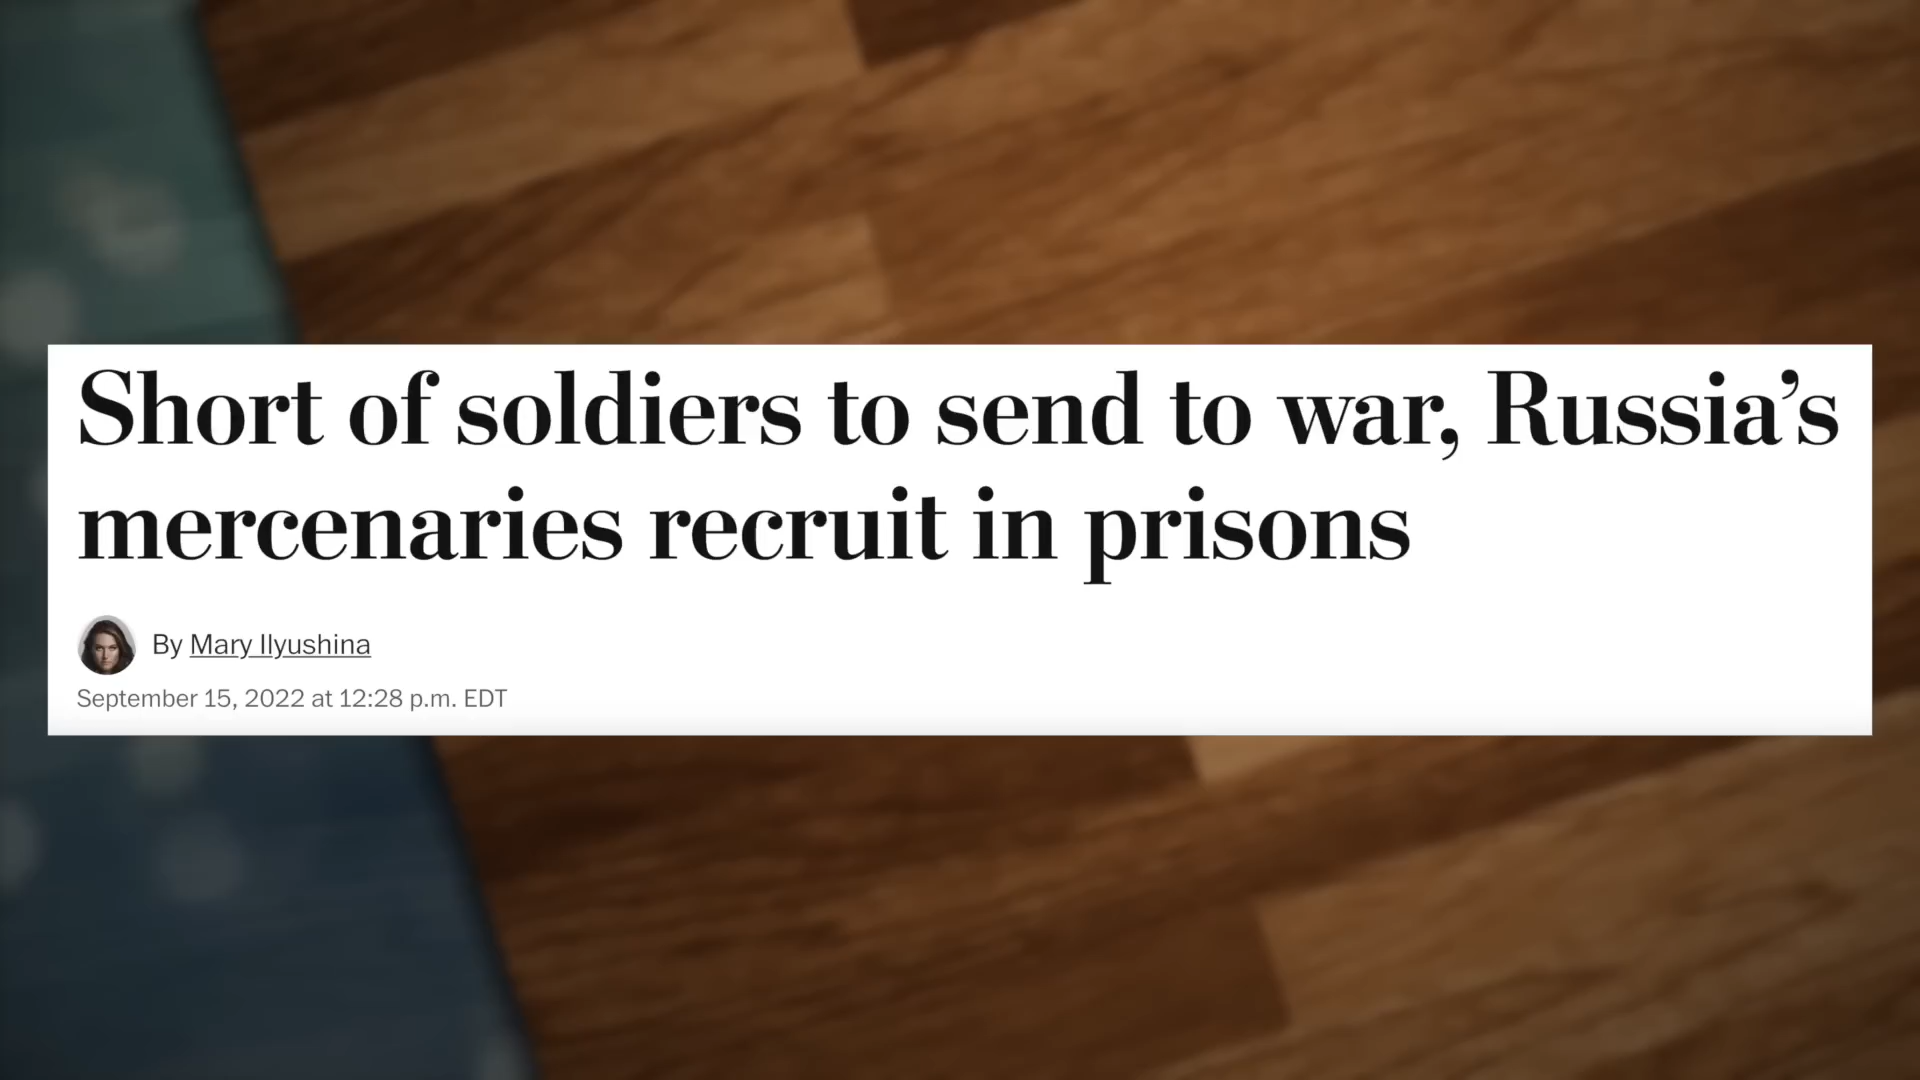 Short of soldiers to send to war, Russia’s
mercenaries recruit in prisons
By Mary Ilyushina
September 15, 2022 at 12:28 p.m. EDT